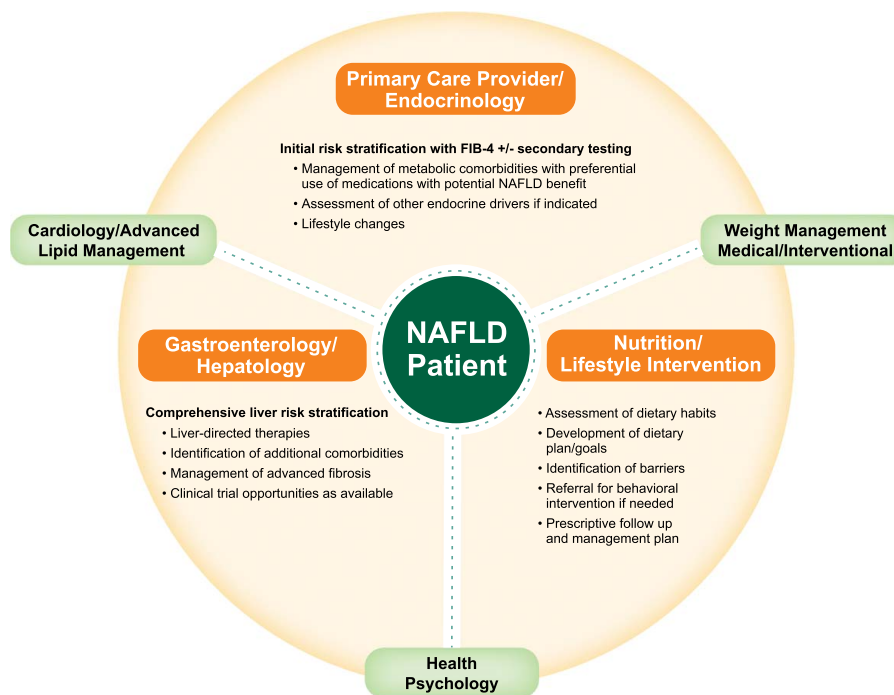 Primary Care Provider/
Endocrinology
Initial risk stratification with FIB-4 +/- secondary testing
• Management of metabolic comorbidities with preferential
use of medications with potential NAFLD benefit
• Assessment of other endocrine drivers if indicated
• Lifestyle changes
Cardiology/Advanced
Lipid Management
Weight Management
Medical/Interventional
NAFLD
Patient
Gastroenterology/
Hepatology
Comprehensive liver risk stratification
• Liver-directed therapies
• Identification of additional comorbidities
• Management of advanced fibrosis
• Clinical trial opportunities as available
Nutrition/
Lifestyle Intervention
• Assessment of dietary habits
• Development of dietary
plan/goals
• Identification of barriers
• Referral for behavioral
intervention if needed
• Prescriptive follow up
and management plan
Health
Psychology